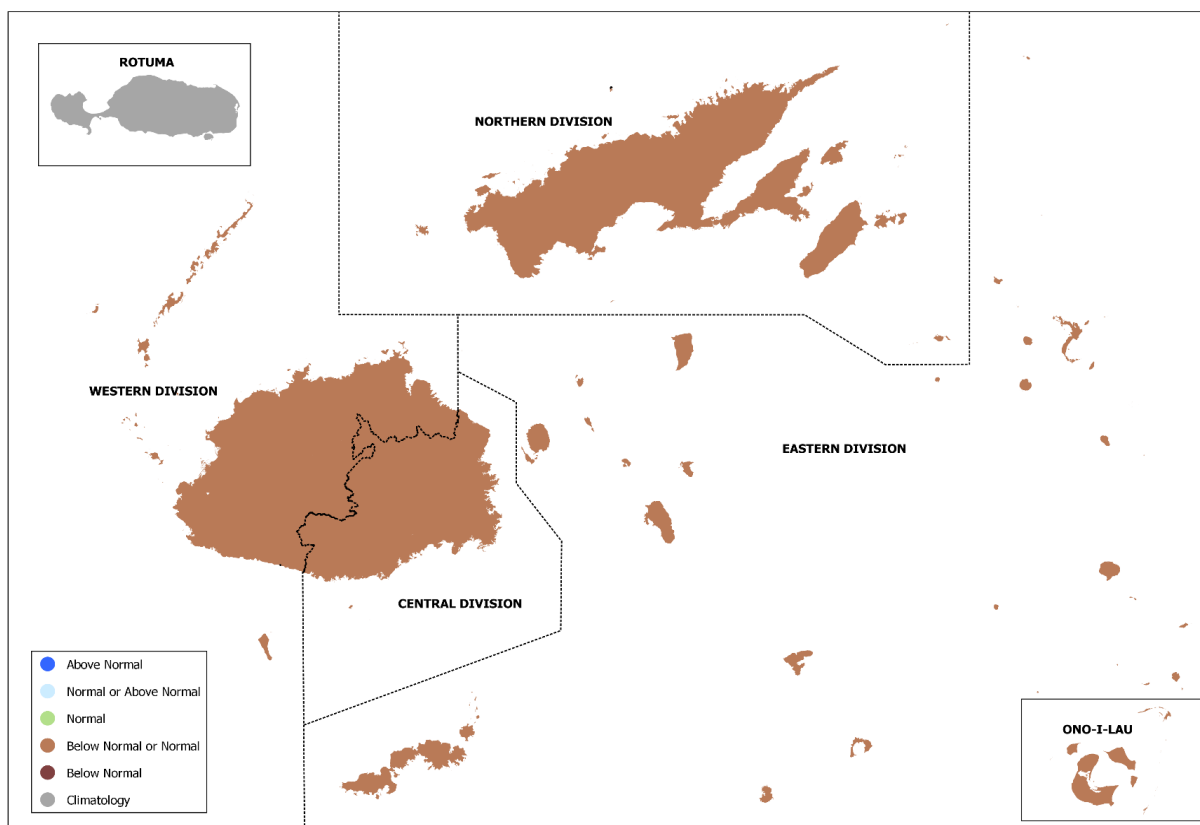 ROTUMA
NORTHERN DIVISION
WESTERN DIVISION
EASTERN DIVISION
CENTRAL DIVISION
Above Normal
Normal or Above Normal
Normal
Below Normal or Normal
Below Normal
Climatology
ONO-I-LAU